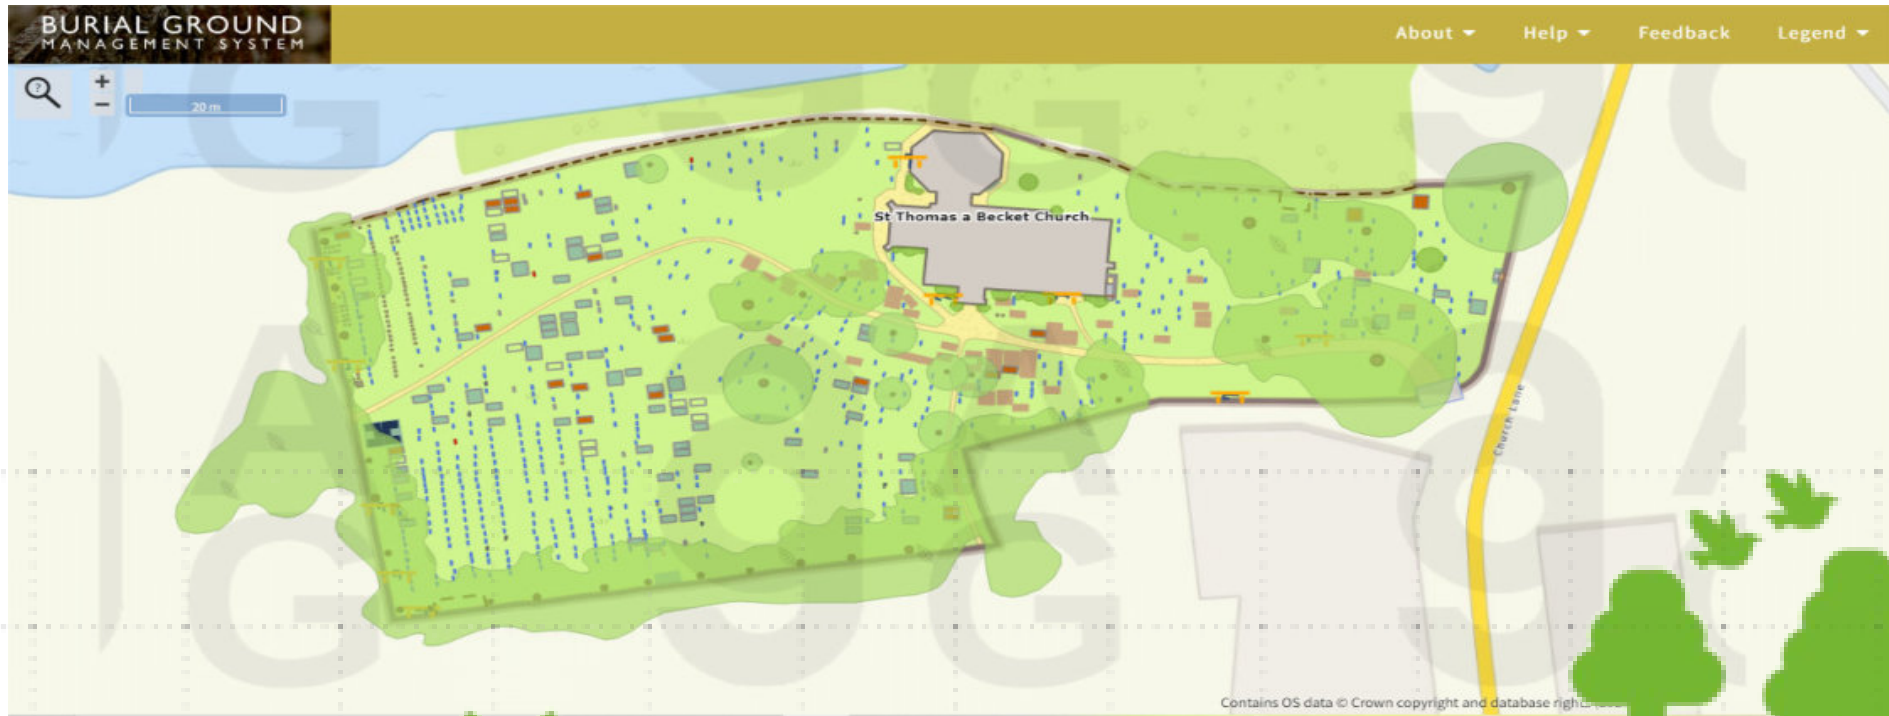 BURIAL GROUND
MANAGEMENT SYSTEM
About
Help
Feedback
Legend
20 m
St Thomas a Becket Church
Church Lane
Contains OS data © Crown copyright and database